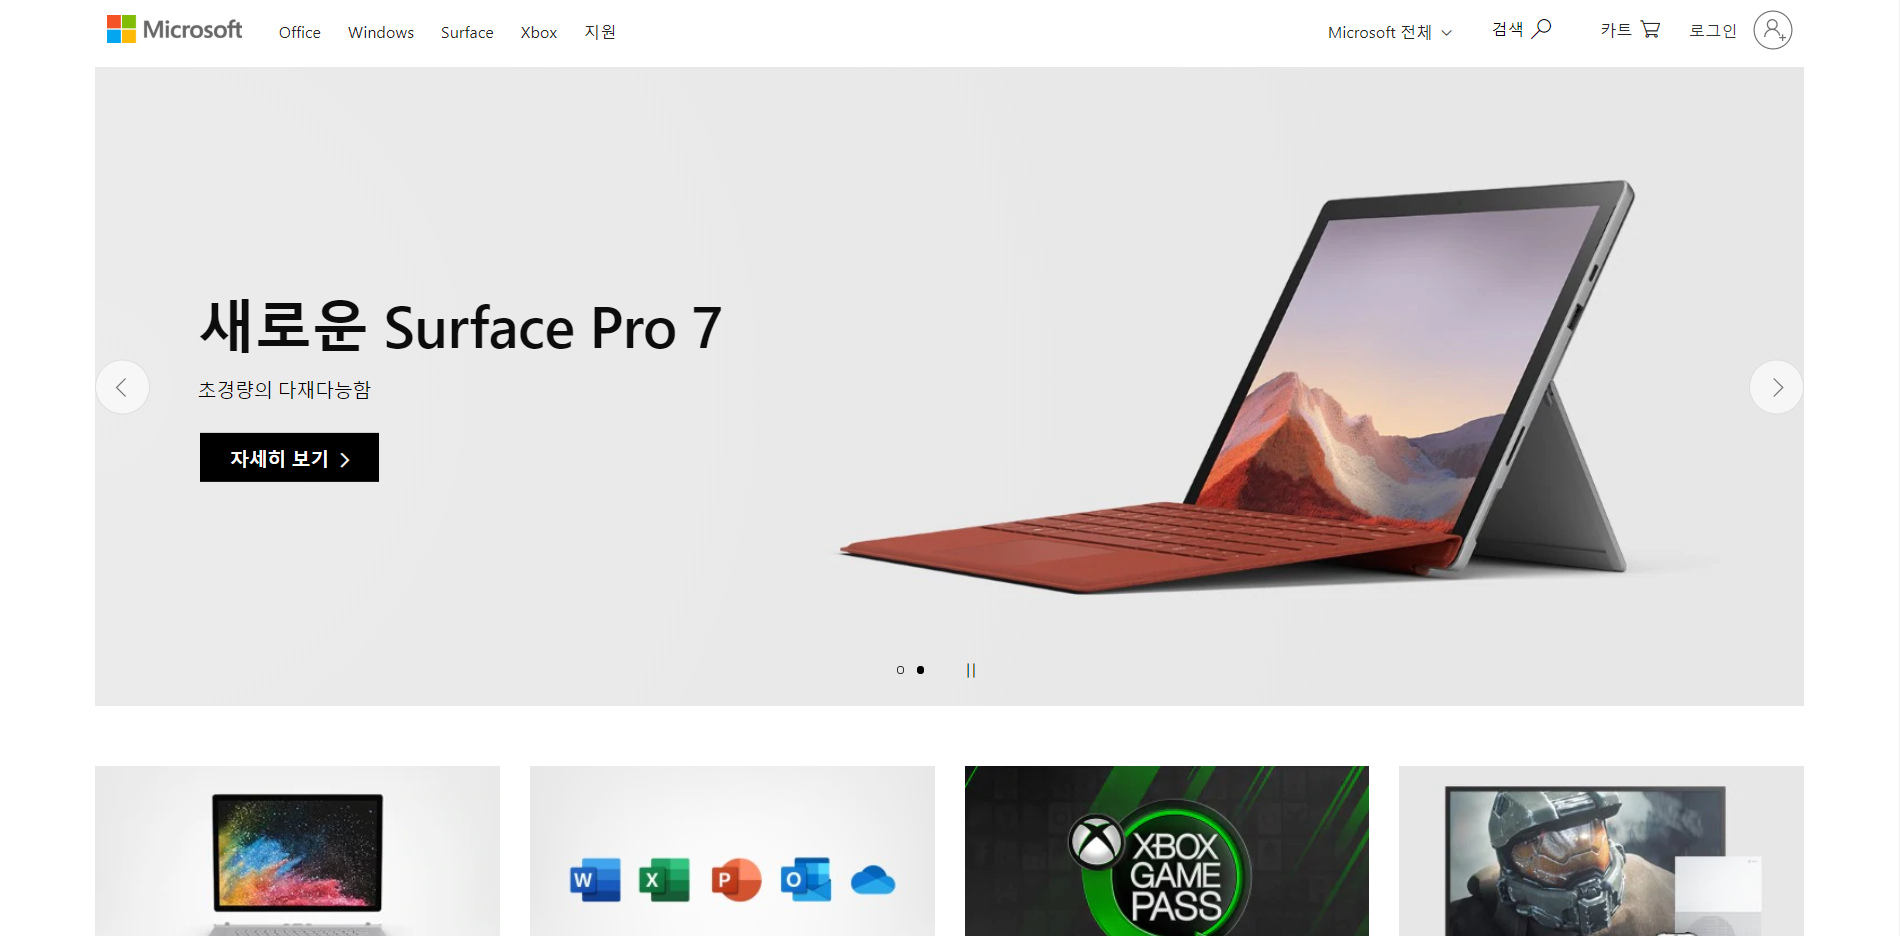 Microsoft
Office Windows Surface Xbox 지원
Microsoft 전체 검색 카트 로그인
새로운 Surface Pro 7
초경량의 다재다능함
자세히 보기
W X P O
XBOX
GAME
PASS